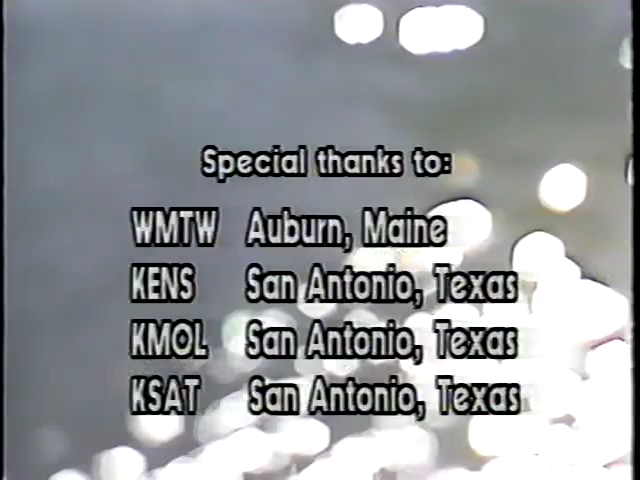 Special thanks to:
WMTW Auburn, Maine
KENS San Antonio, Texas
KMOL San Antonio, Texas
KSAT San Antonio, Texas